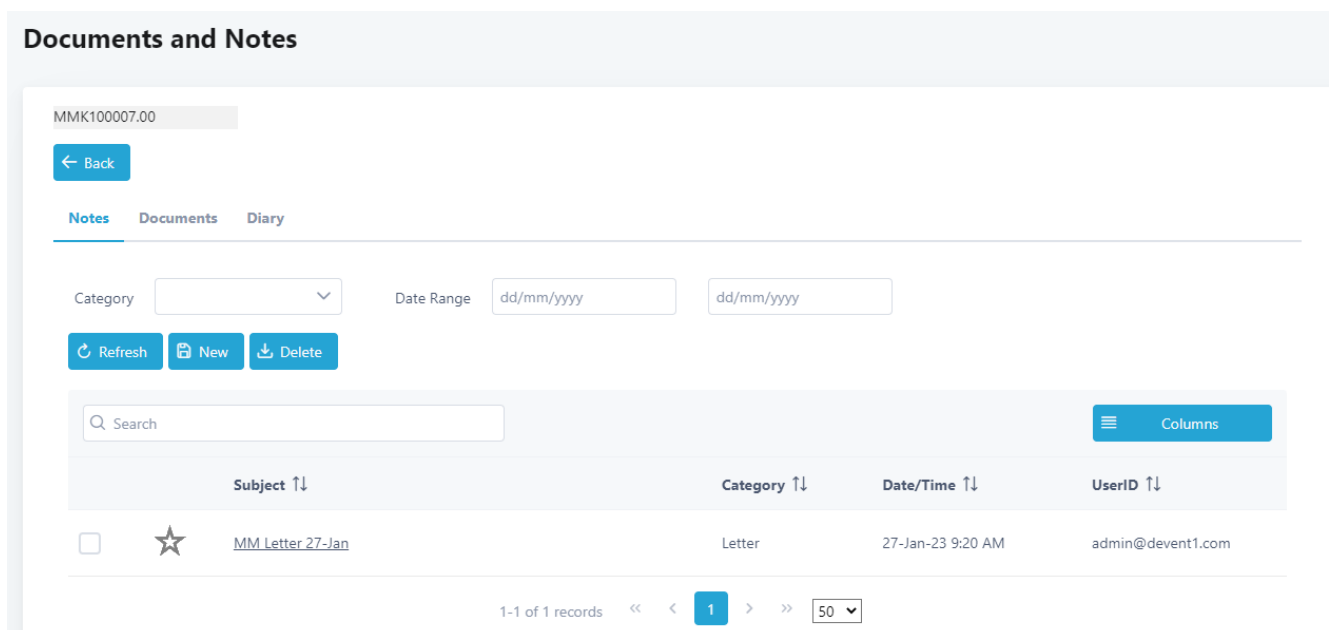 Documents and Notes
MMK100007.00
Back
Notes Documents Diary
Category Date Range dd/mm/yyyy dd/mm/yyyy
Refresh New Delete
Search Columns
Subject Category Date/Time UserID
MM Letter 27-Jan Letter 27-Jan-23 9:20 AM admin@devent1.com
1-1 of 1 records « < 1 > » 50